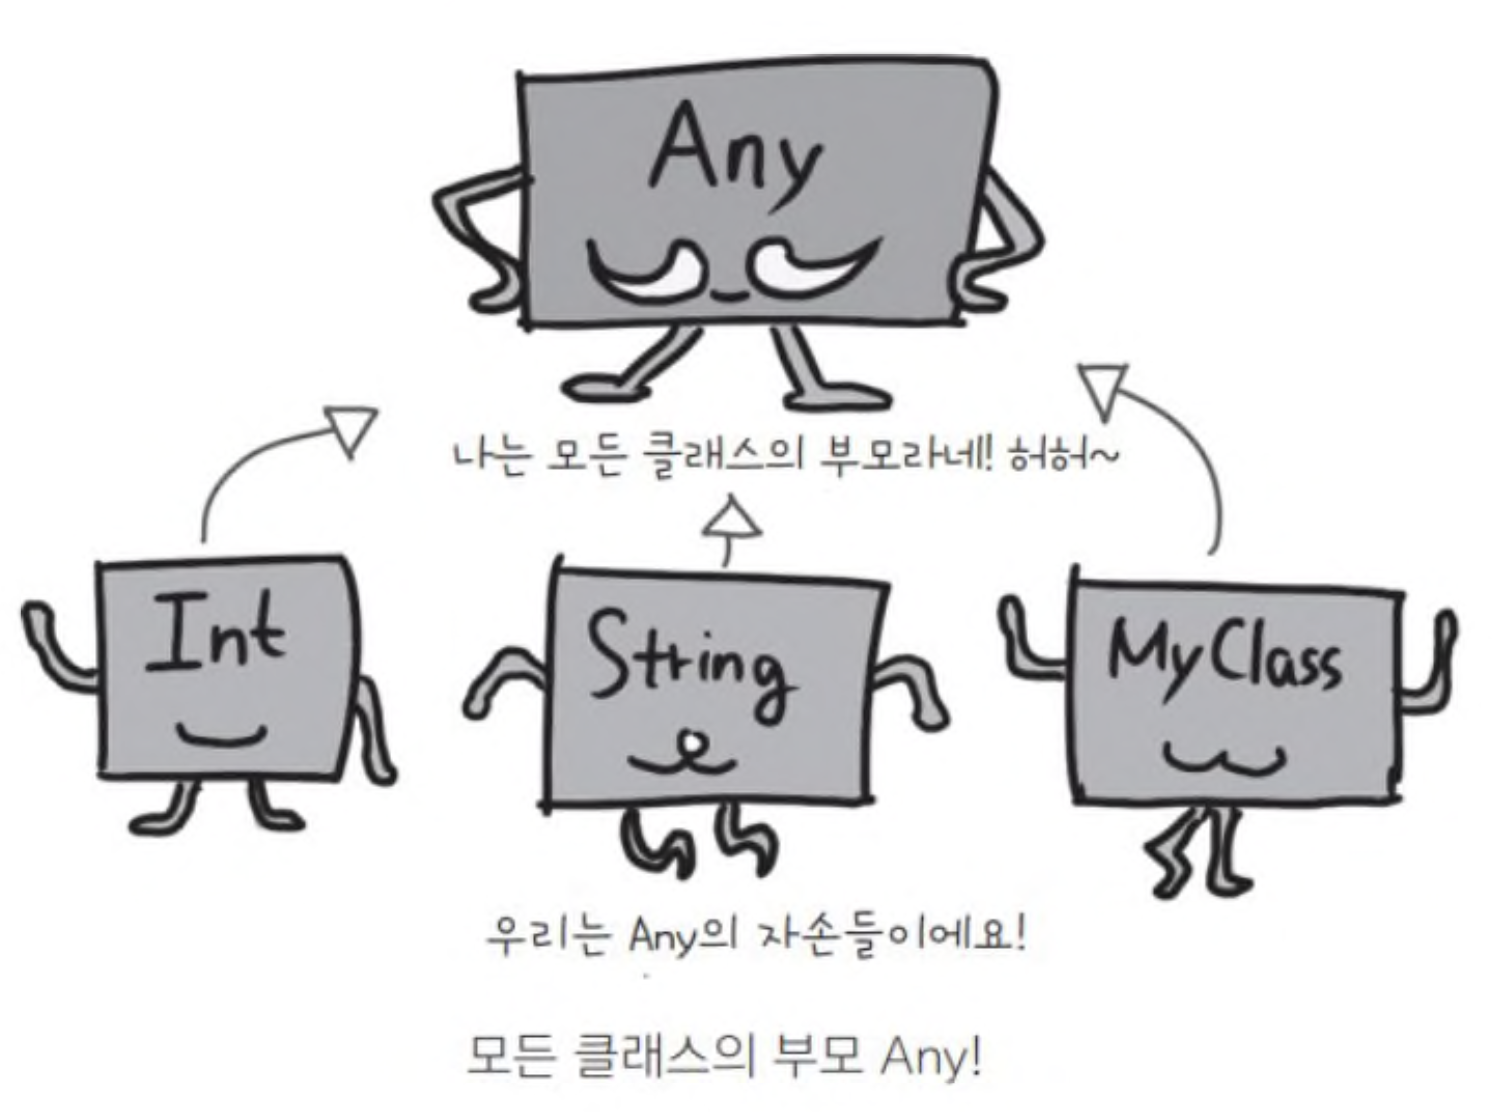 Any
나는 모든 클래스의 부모라네! 허허~
Int
String
MyClass
우리는 Any의 자손들이에요!
모든 클래스의 부모 Any!